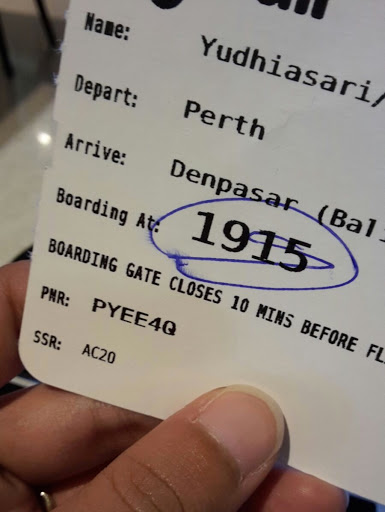 Name: Yudhiasari/
Depart: Perth
Arrive: Denpasar (Bali
Boarding At: 1915
BOARDING GATE CLOSES 10 MINS BEFORE FL
PNR: PYEE4Q
SSR: AC20